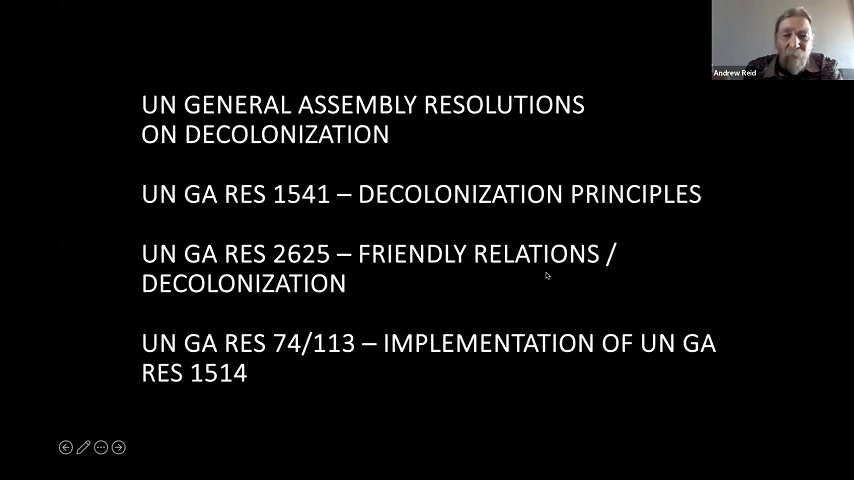 Andrew Reid
UN GENERAL ASSEMBLY RESOLUTIONS
ON DECOLONIZATION
UN GA RES 1541 – DECOLONIZATION PRINCIPLES
UN GA RES 2625 – FRIENDLY RELATIONS /
DECOLONIZATION
UN GA RES 74/113 – IMPLEMENTATION OF UN GA
RES 1514